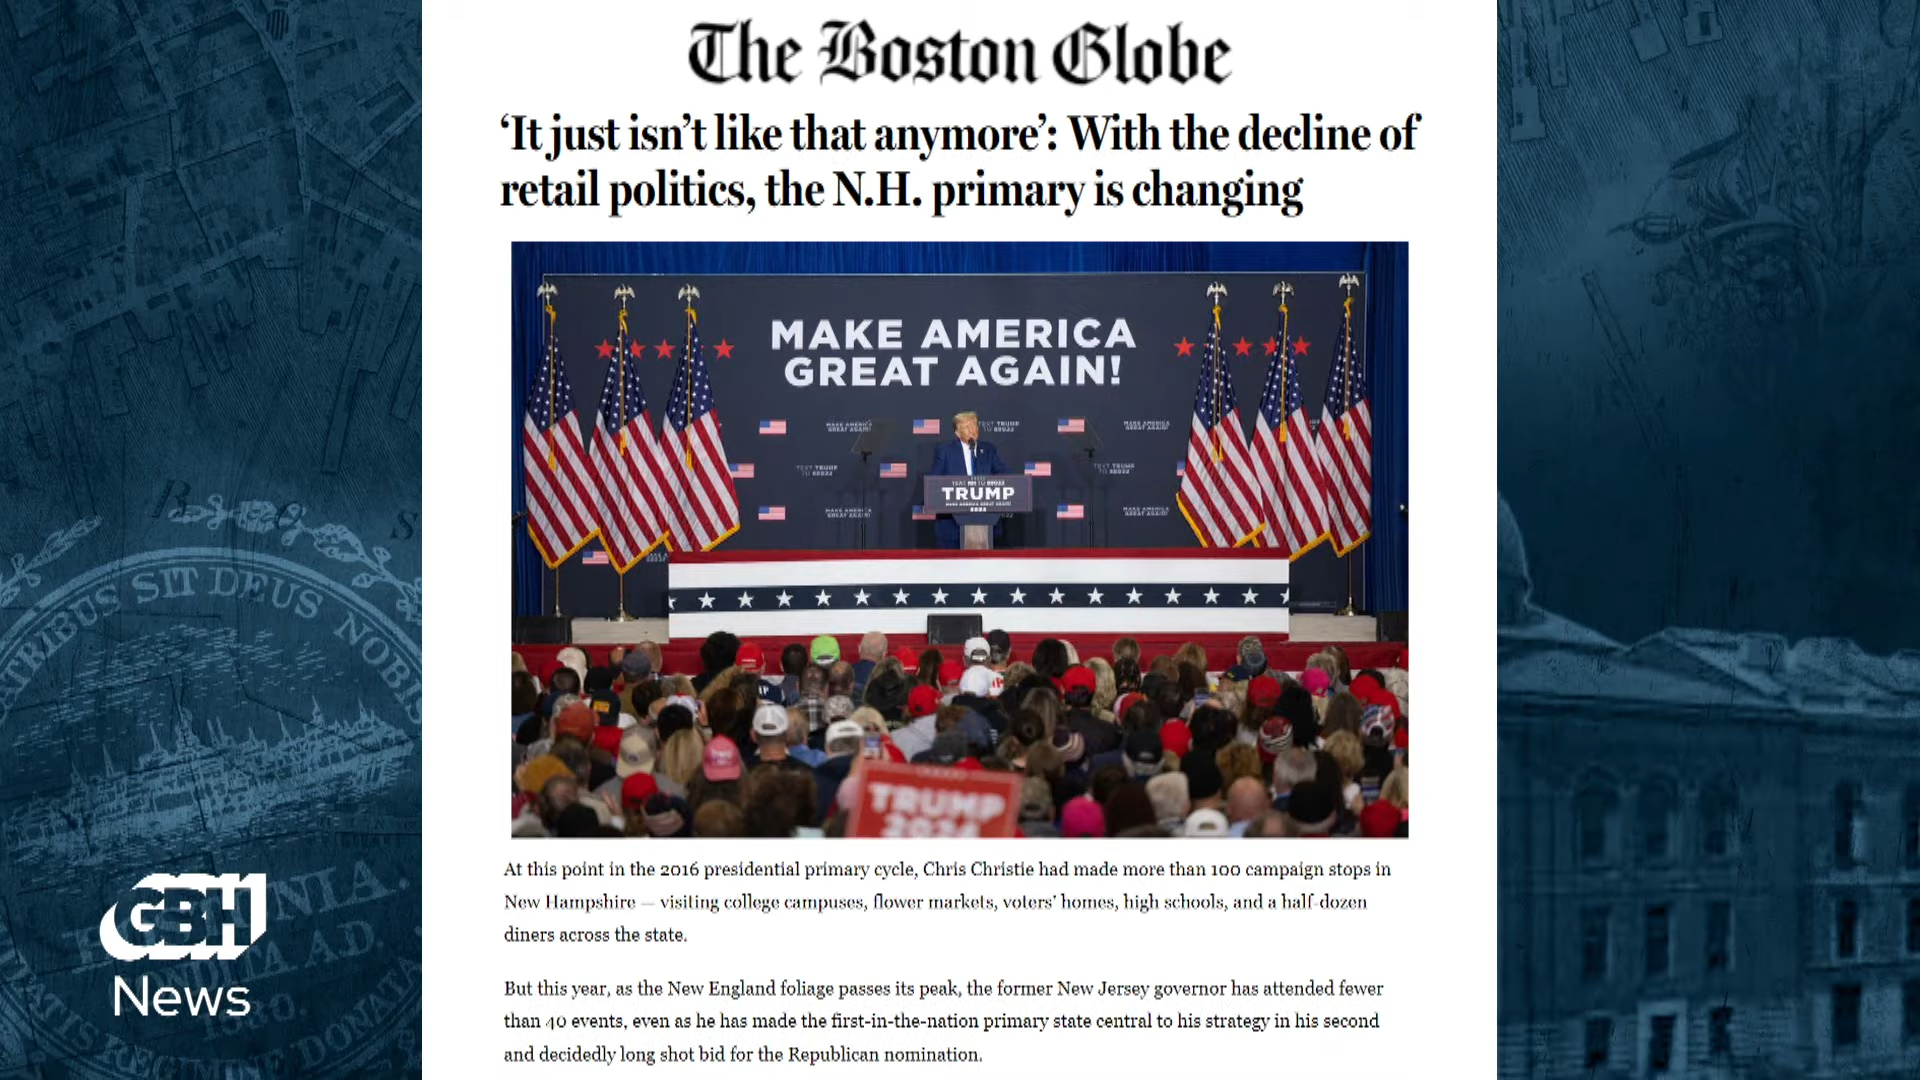 The Boston Globe
‘It just isn’t like that anymore’: With the decline of
retail politics, the N.H. primary is changing
MAKE AMERICA
GREAT AGAIN!
TRUMP
TRUMP
2024
At this point in the 2016 presidential primary cycle, Chris Christie had made more than 100 campaign stops in
New Hampshire — visiting college campuses, flower markets, voters’ homes, high schools, and a half-dozen
diners across the state.
But this year, as the New England foliage passes its peak, the former New Jersey governor has attended fewer
than 40 events, even as he has made the first-in-the-nation primary state central to his strategy in his second
and decidedly long shot bid for the Republican nomination.
SIT DEUS NOBIS
GBH
News